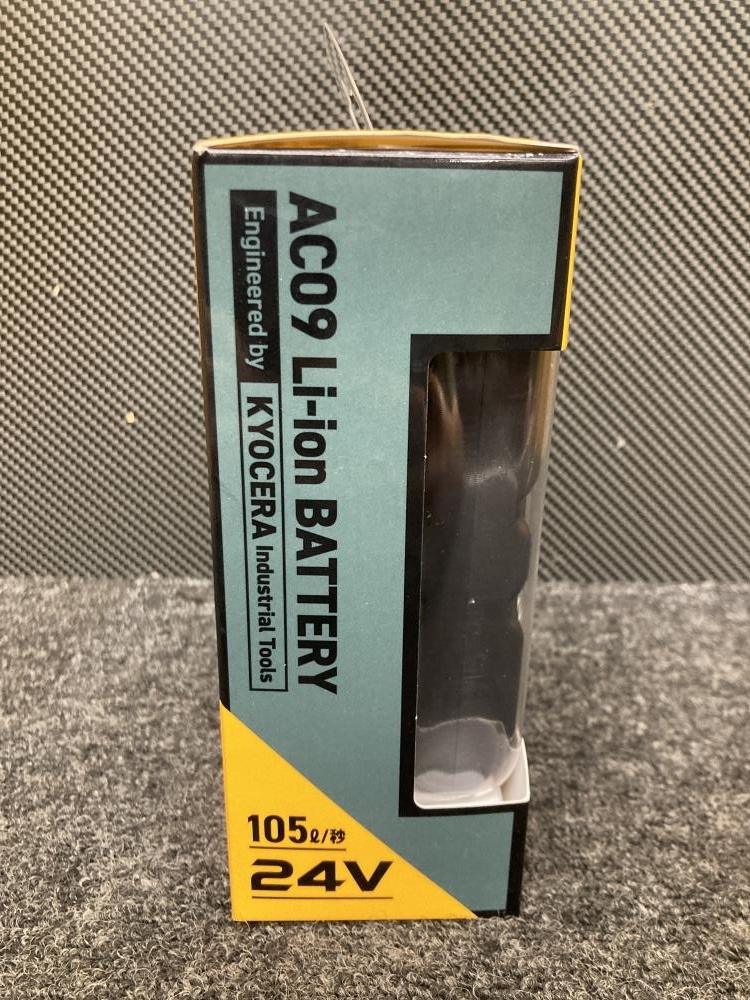 AC09 Li-ion BATTERY
Engineered by KYOCERA Industrial Tools
105ℓ/秒
24V